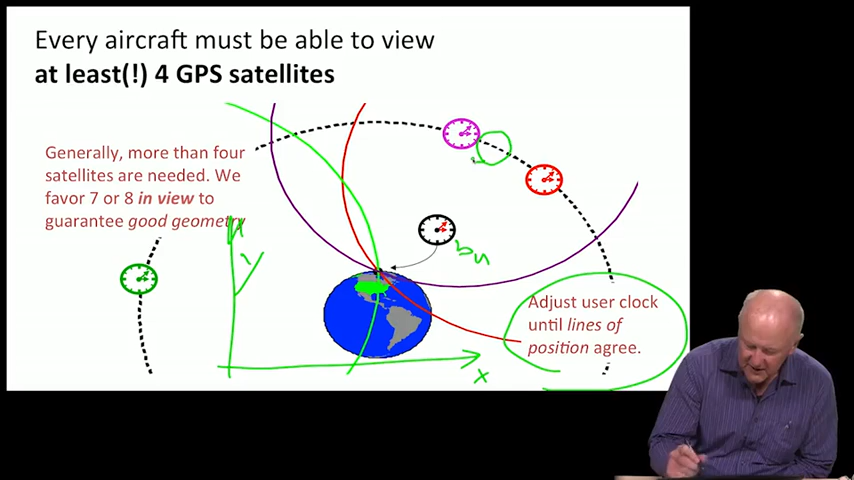 Every aircraft must be able to view
at least(!) 4 GPS satellites
Generally, more than four
satellites are needed. We
favor 7 or 8 in view to
guarantee good geometry
y
bu
Adjust user clock
until lines of
position agree.
x